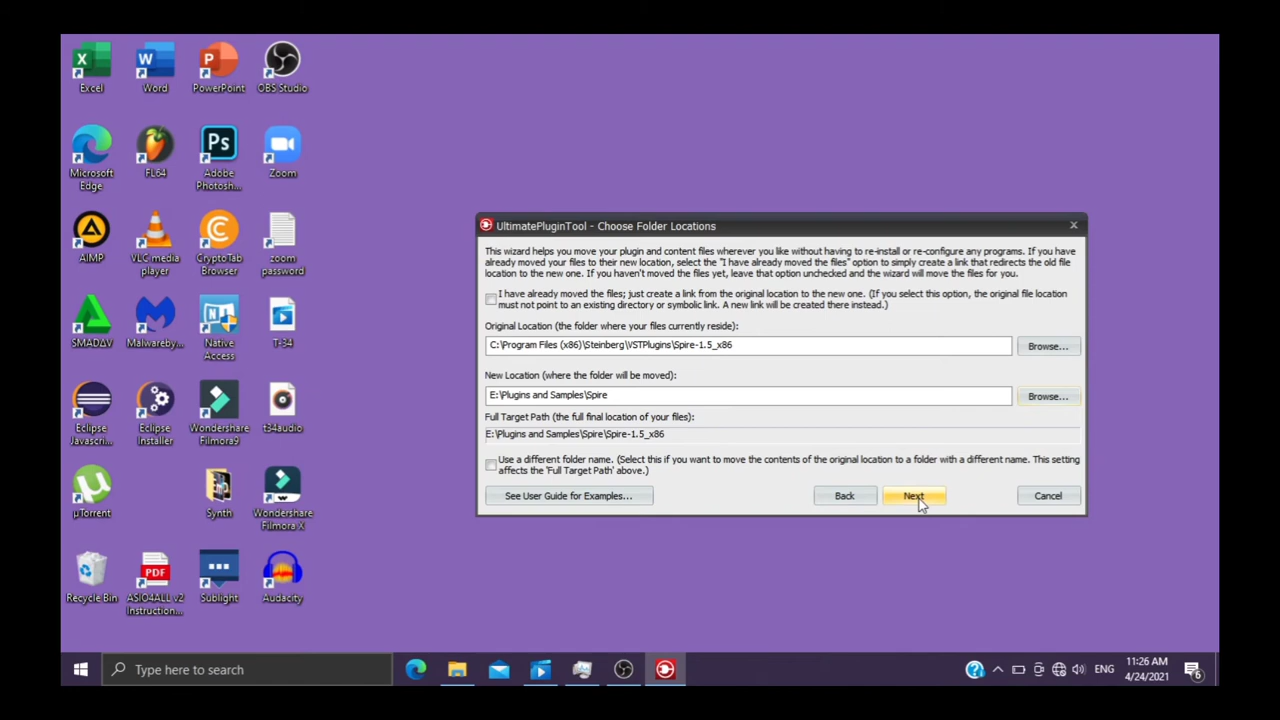 Excel
Word
PowerPoint
OBS Studio
Microsoft
Edge
FL64
Adobe
Photosh...
Zoom
AIMP
VLC media
player
CryptoTab
Browser
zoom
password
SMADΔV
Malwareby...
Native
Access
T-34
Eclipse
Javascri...
Eclipse
Installer
Wondershare
Filmora9
t34audio
µTorrent
Synth
Wondershare
Filmora X
Recycle Bin
PDF
ASIO4ALL v2
Instruction...
Sublight
Audacity
UltimatePluginTool - Choose Folder Locations
This wizard helps you move your plugin and content files wherever you like without having to re-install or re-configure any programs. If you have
already moved your files to their new location, select the "I have already moved the files" option to simply create a link that redirects the old file
location to the new one. If you haven't moved the files yet, leave that option unchecked and the wizard will move the files for you.
I have already moved the files; just create a link from the original location to the new one. (If you select this option, the original file location
must not point to an existing directory or symbolic link. A new link will be created there instead.)
Original Location (the folder where your files currently reside):
C:\Program Files (x86)\Steinberg\VSTPlugins\Spire-1.5_x86
Browse...
New Location (where the folder will be moved):
E:\Plugins and Samples\Spire
Browse...
Full Target Path (the full final location of your files):
E:\Plugins and Samples\Spire\Spire-1.5_x86
Use a different folder name. (Select this if you want to move the contents of the original location to a folder with a different name. This setting
affects the 'Full Target Path' above.)
See User Guide for Examples...
Back
Next
Cancel
Type here to search
ENG
11:26 AM
4/24/2021
6